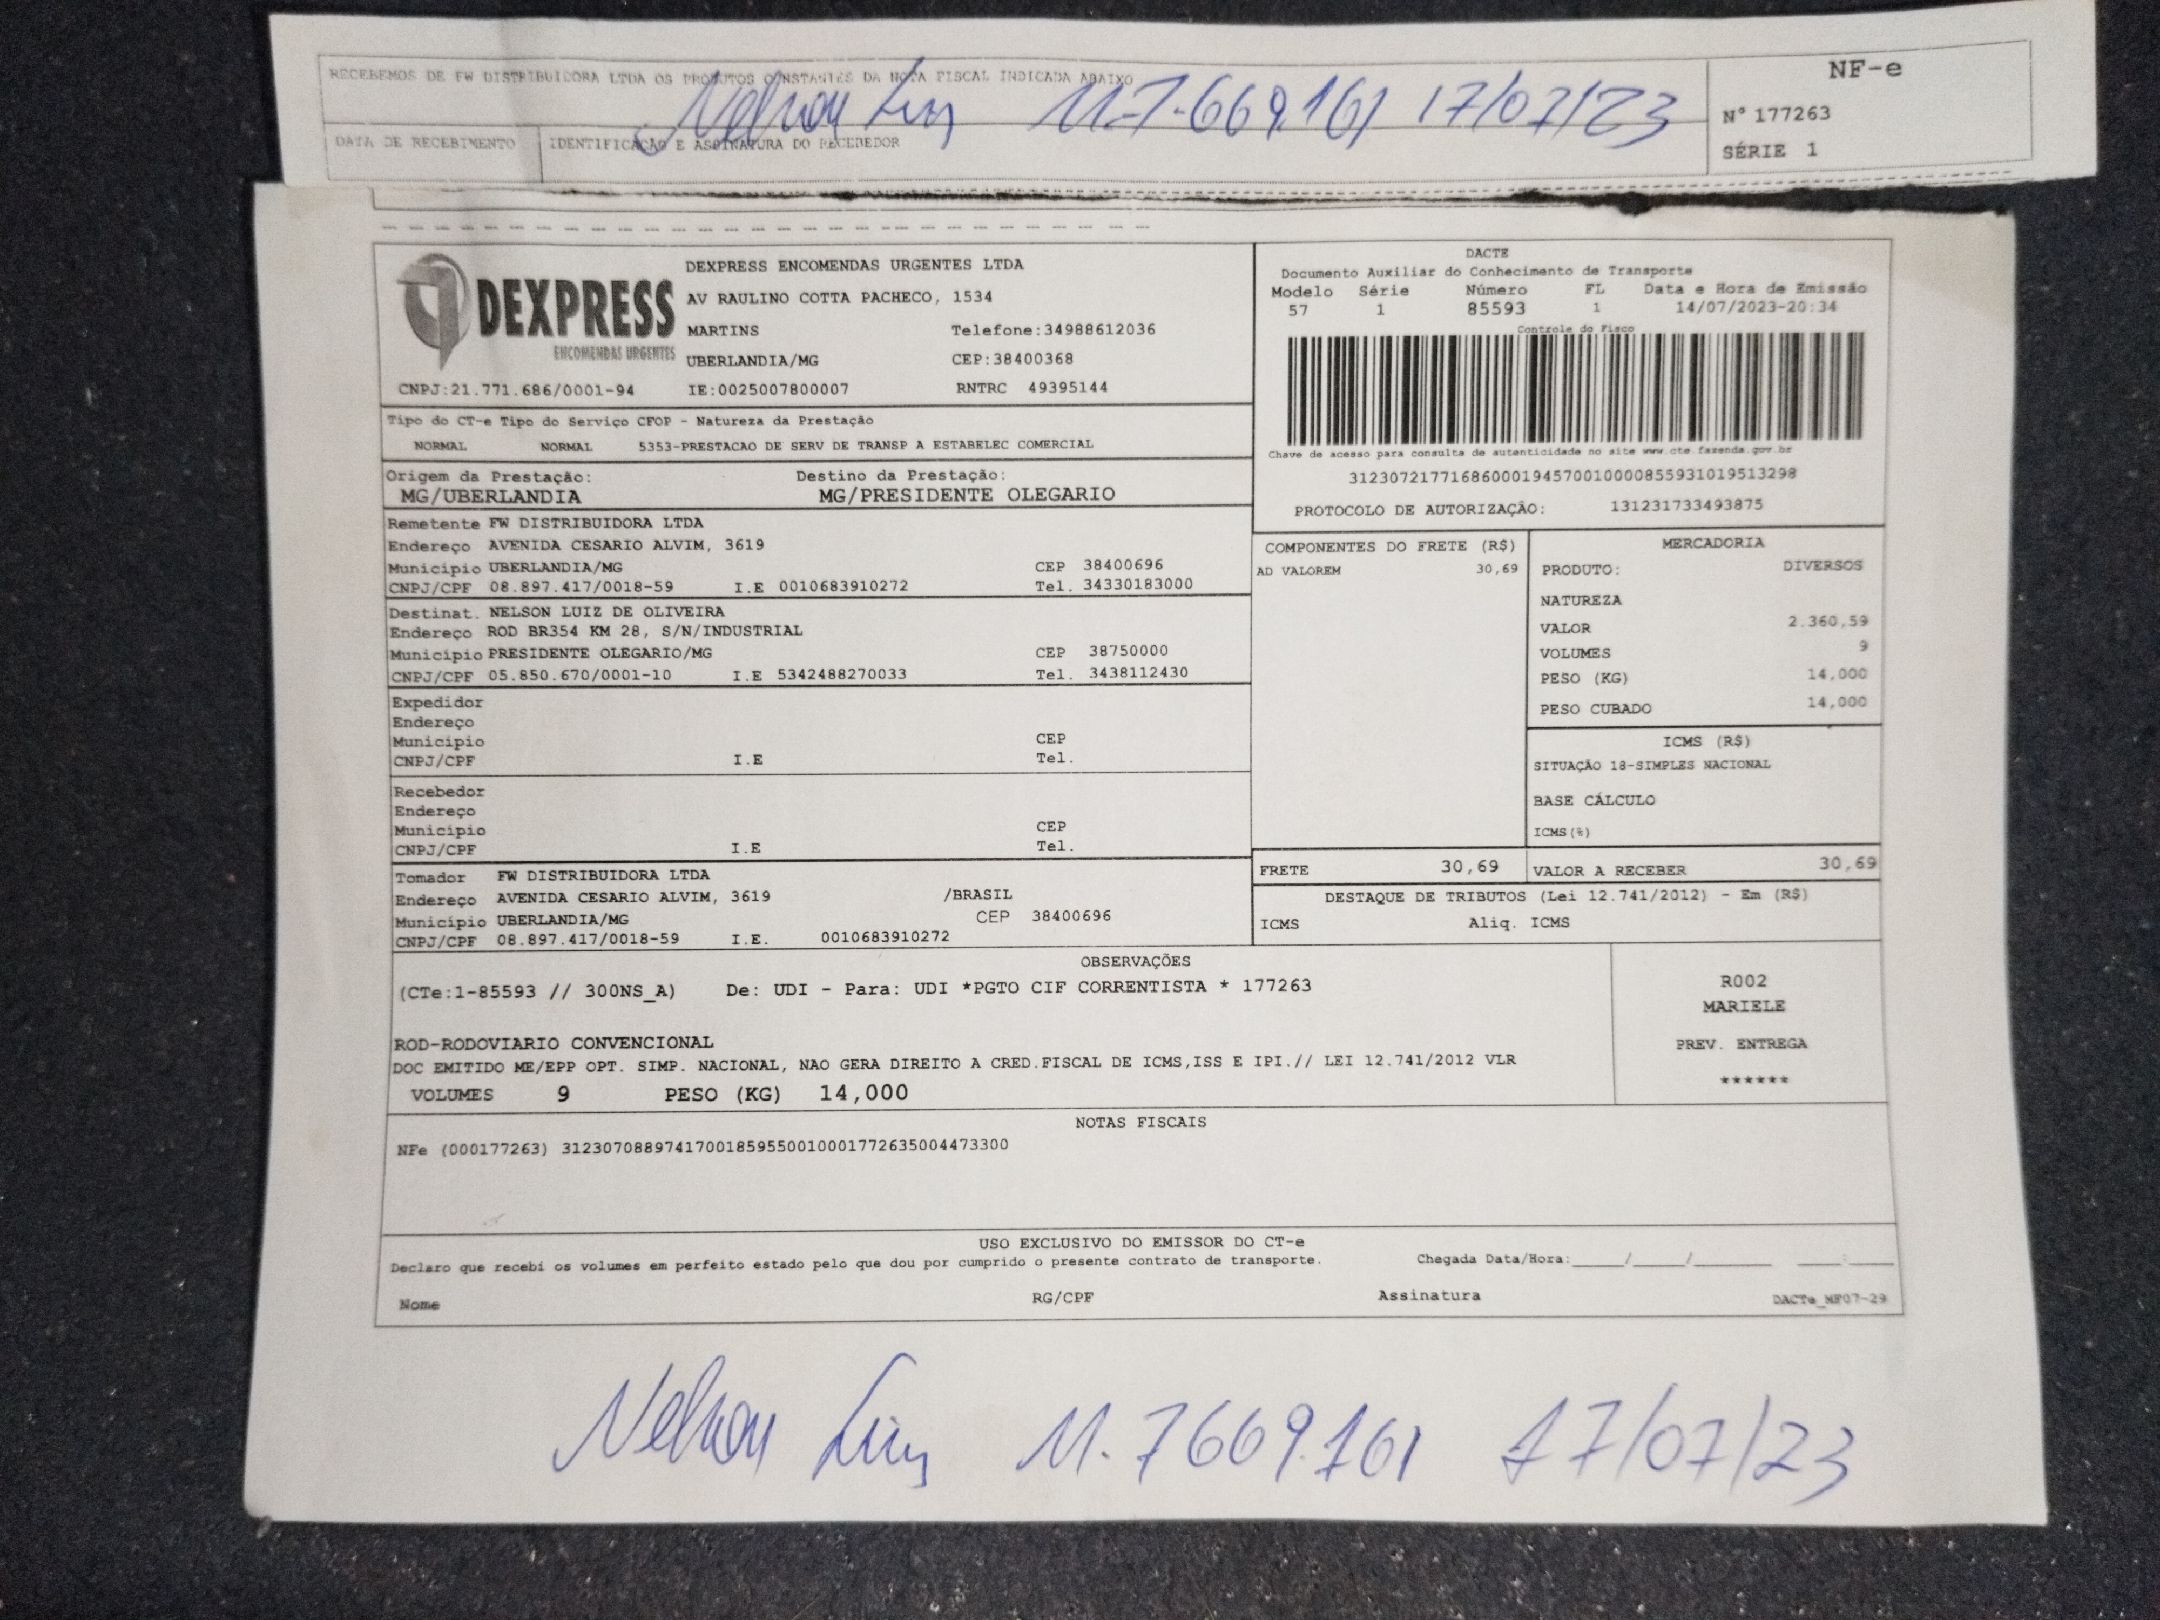 RECEBEMOS DE FW DISTRIBUIDORA LTDA OS PRODUTOS CONSTANTES DA NOTA FISCAL INDICADA ABAIXO
Nelson Luiz M-7.669.161 17/07/23
DATA DE RECEBIMENTO IDENTIFICAÇÃO E ASSINATURA DO RECEBEDOR
NF-e
N° 177263
SÉRIE 1
DEXPRESS
ENCOMENDAS URGENTES
DEXPRESS ENCOMENDAS URGENTES LTDA
AV RAULINO COTTA PACHECO, 1534
MARTINS Telefone:34988612036
UBERLANDIA/MG CEP:38400368
CNPJ:21.771.686/0001-94 IE:0025007800007 RNTRC 49395144
DACTE
Documento Auxiliar do Conhecimento de Transporte
Modelo Série Número FL Data e Hora de Emissão
57 1 85593 1 14/07/2023-20:34
Controle do Fisco
Chave de acesso para consulta de autenticidade no site www.cte.fazenda.gov.br
31230721771686000194570010000855931019513298
PROTOCOLO DE AUTORIZAÇÃO: 131231733493875
Tipo do CT-e Tipo do Serviço CFOP - Natureza da Prestação
NORMAL NORMAL 5353-PRESTACAO DE SERV DE TRANSP A ESTABELEC COMERCIAL
Origem da Prestação: Destino da Prestação:
MG/UBERLANDIA MG/PRESIDENTE OLEGARIO
Remetente FW DISTRIBUIDORA LTDA
Endereço AVENIDA CESARIO ALVIM, 3619
Município UBERLANDIA/MG CEP 38400696
CNPJ/CPF 08.897.417/0018-59 I.E 0010683910272 Tel. 34330183000
Destinat. NELSON LUIZ DE OLIVEIRA
Endereço ROD BR354 KM 28, S/N/INDUSTRIAL
Município PRESIDENTE OLEGARIO/MG CEP 38750000
CNPJ/CPF 05.850.670/0001-10 I.E 5342488270033 Tel. 3438112430
Expedidor
Endereço
Município CEP
CNPJ/CPF I.E Tel.
Recebedor
Endereço
Município CEP
CNPJ/CPF I.E Tel.
Tomador FW DISTRIBUIDORA LTDA
Endereço AVENIDA CESARIO ALVIM, 3619 /BRASIL
Município UBERLANDIA/MG CEP 38400696
CNPJ/CPF 08.897.417/0018-59 I.E. 0010683910272
COMPONENTES DO FRETE (R$)
AD VALOREM 30,69
MERCADORIA
PRODUTO: DIVERSOS
NATUREZA
VALOR 2.360,59
VOLUMES 9
PESO (KG) 14,000
PESO CUBADO 14,000
ICMS (R$)
SITUAÇÃO 18-SIMPLES NACIONAL
BASE CÁLCULO
ICMS(%)
FRETE 30,69 VALOR A RECEBER 30,69
DESTAQUE DE TRIBUTOS (Lei 12.741/2012) - Em (R$)
ICMS Aliq. ICMS
OBSERVAÇÕES
(CTe:1-85593 // 300NS_A) De: UDI - Para: UDI *PGTO CIF CORRENTISTA * 177263
ROD-RODOVIARIO CONVENCIONAL
DOC EMITIDO ME/EPP OPT. SIMP. NACIONAL, NAO GERA DIREITO A CRED.FISCAL DE ICMS,ISS E IPI.// LEI 12.741/2012 VLR
VOLUMES 9 PESO (KG) 14,000
R002
MARIELE
PREV. ENTREGA
******
NOTAS FISCAIS
NFe (000177263) 31230708897417001859550010001772635004473300
USO EXCLUSIVO DO EMISSOR DO CT-e
Declaro que recebi os volumes em perfeito estado pelo que dou por cumprido o presente contrato de transporte. Chegada Data/Hora:_____/_____/________ ____:____
Nome RG/CPF Assinatura DACTe_MF07-29
Nelson Luiz M.7669.161 17/07/23